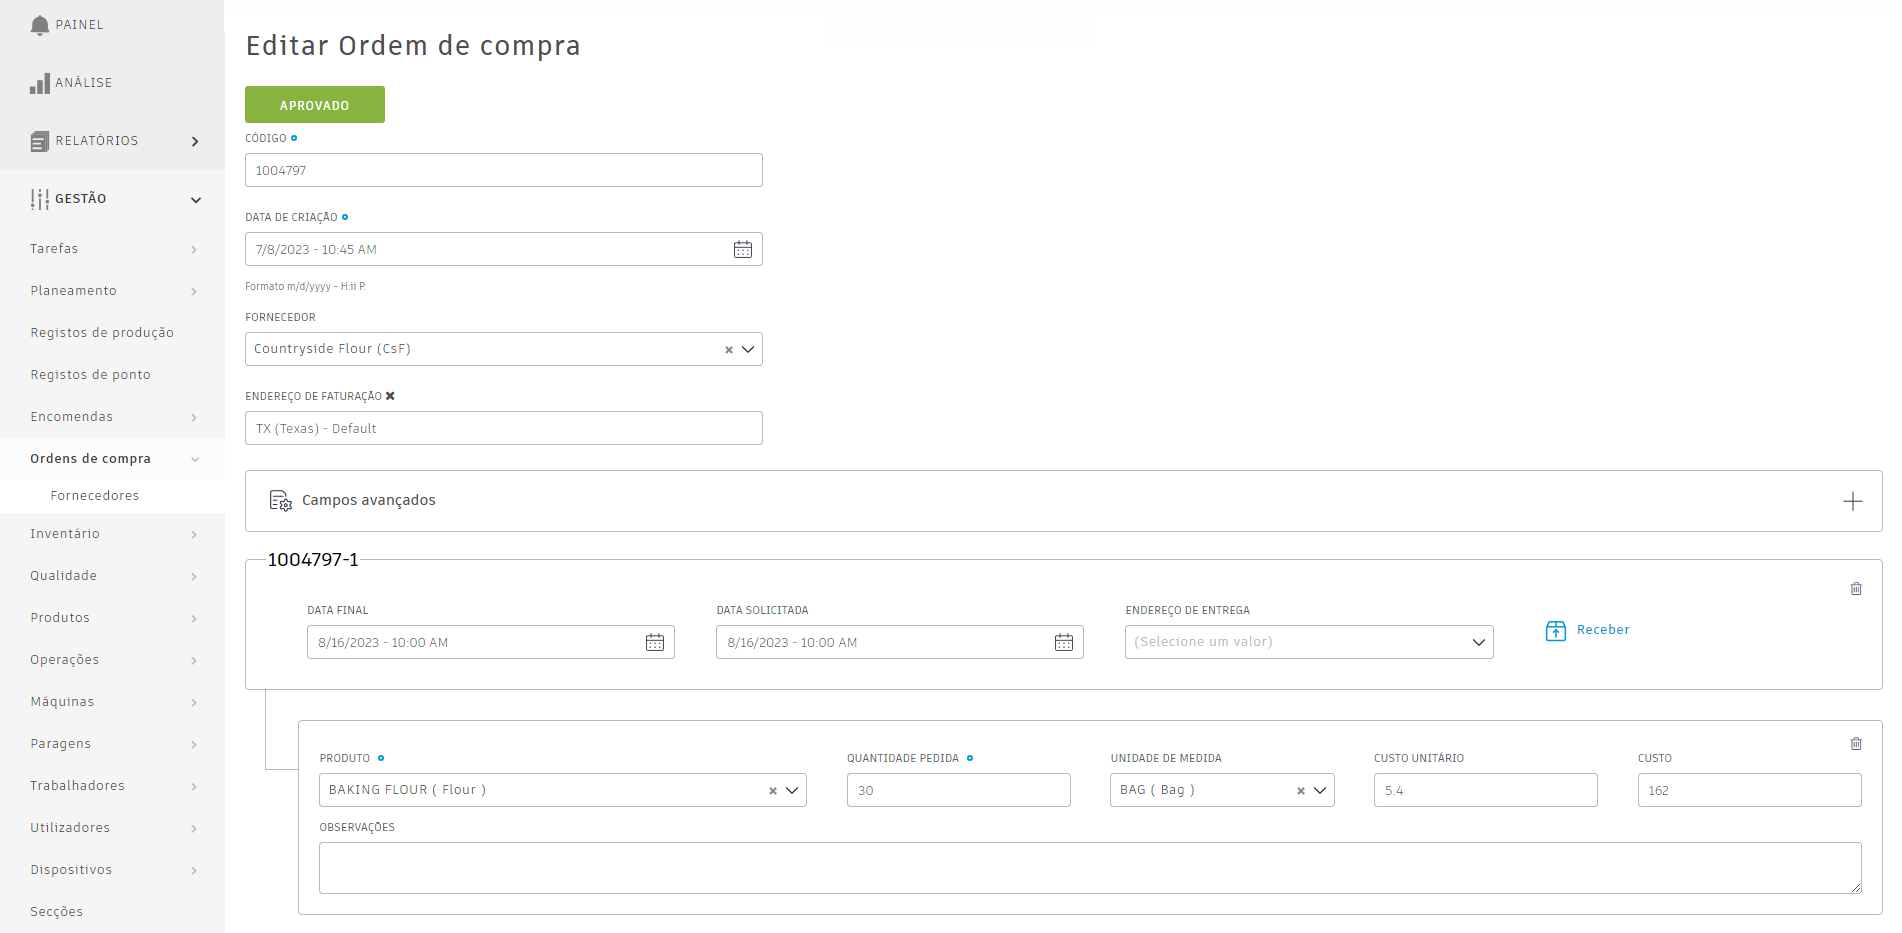 PAINEL
ANÁLISE
RELATÓRIOS
GESTÃO
Tarefas
Planeamento
Registos de produção
Registos de ponto
Encomendas
Ordens de compra
Fornecedores
Inventário
Qualidade
Produtos
Operações
Máquinas
Paragens
Trabalhadores
Utilizadores
Dispositivos
Secções
Editar Ordem de compra
APROVADO
CÓDIGO
1004797
DATA DE CRIAÇÃO
7/8/2023 - 10:45 AM
Formato m/d/yyyy - H:ii P.
FORNECEDOR
Countryside Flour (CsF)
ENDEREÇO DE FATURAÇÃO
TX (Texas) - Default
Campos avançados
1004797-1
DATA FINAL DATA SOLICITADA ENDEREÇO DE ENTREGA
8/16/2023 - 10:00 AM 8/16/2023 - 10:00 AM (Selecione um valor) Receber
PRODUTO QUANTIDADE PEDIDA UNIDADE DE MEDIDA CUSTO UNITÁRIO CUSTO
BAKING FLOUR ( Flour ) 30 BAG ( Bag ) 5.4 162
OBSERVAÇÕES